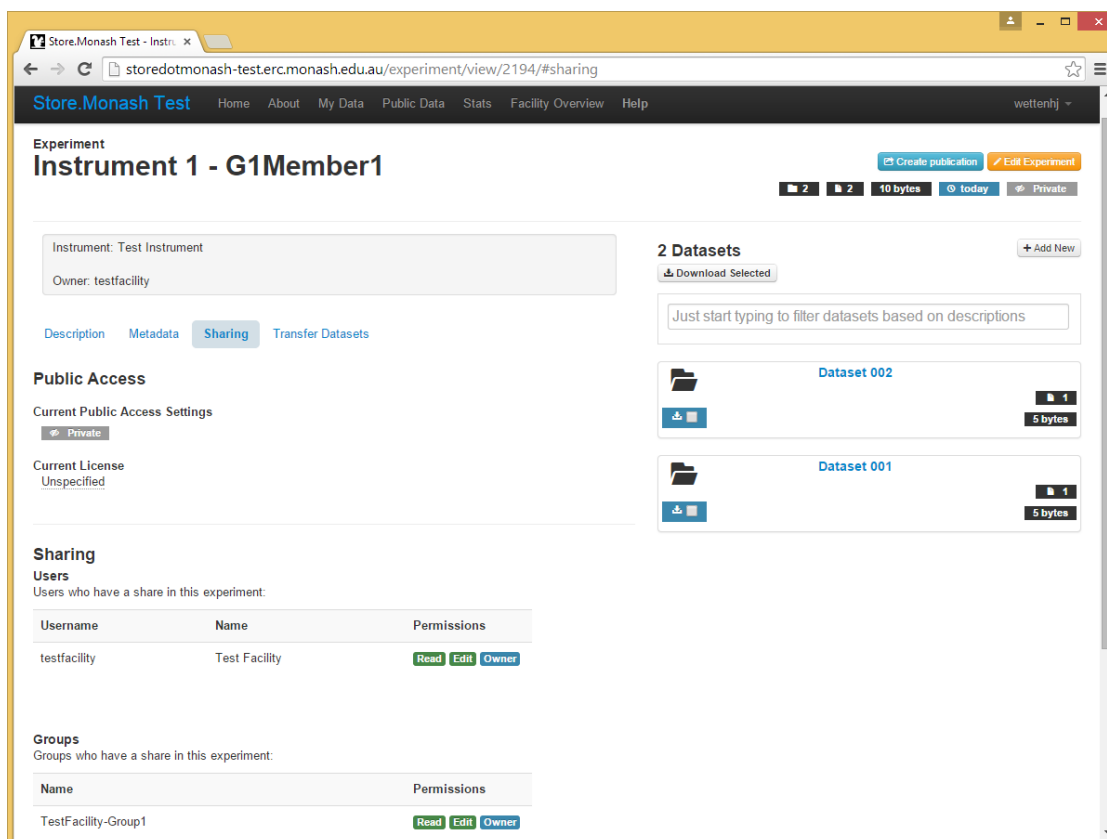 Store.Monash Test - Instru
storedotmonash-test.erc.monash.edu.au/experiment/view/2194/#sharing
Store.Monash Test Home About My Data Public Data Stats Facility Overview Help wettenhj
Experiment
Instrument 1 - G1Member1
Create publication Edit Experiment
2 2 10 bytes today Private
Instrument: Test Instrument
Owner: testfacility
Description Metadata Sharing Transfer Datasets
Public Access
Current Public Access Settings
Private
Current License
Unspecified
Sharing
Users
Users who have a share in this experiment:
Username Name Permissions
testfacility Test Facility Read Edit Owner
Groups
Groups who have a share in this experiment:
Name Permissions
TestFacility-Group1 Read Edit Owner
2 Datasets + Add New
Download Selected
Just start typing to filter datasets based on descriptions
Dataset 002
1
5 bytes
Dataset 001
1
5 bytes